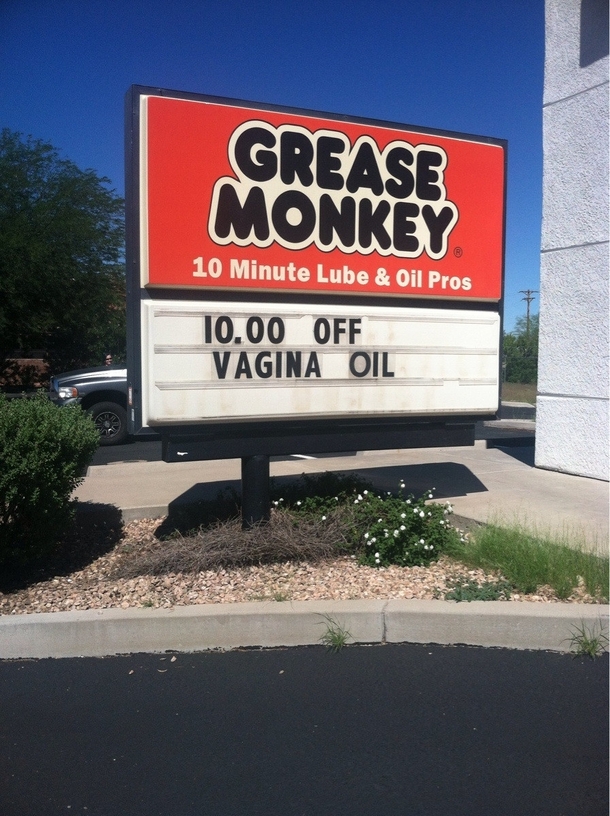 GREASE
MONKEY®
10 Minute Lube & Oil Pros
10.00 OFF
VAGINA OIL